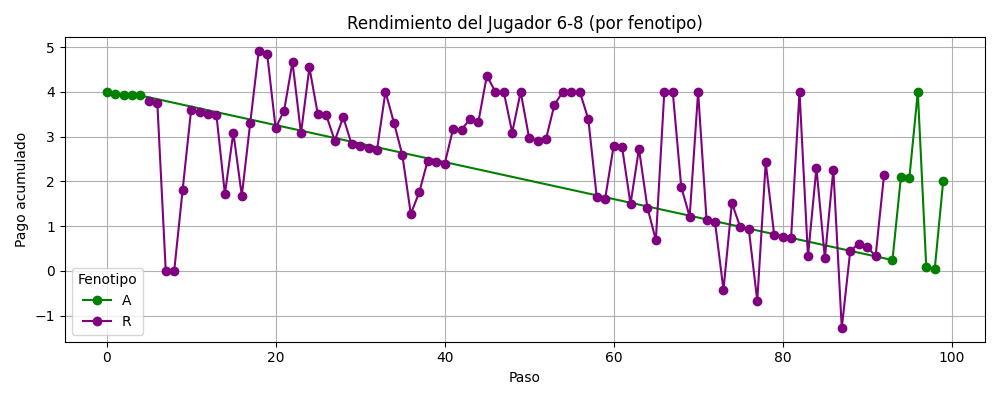 Rendimiento del Jugador 6-8 (por fenotipo)
Pago acumulado
5
4
3
2
1
0
−1
Fenotipo
A
R
0 20 40 60 80 100
Paso